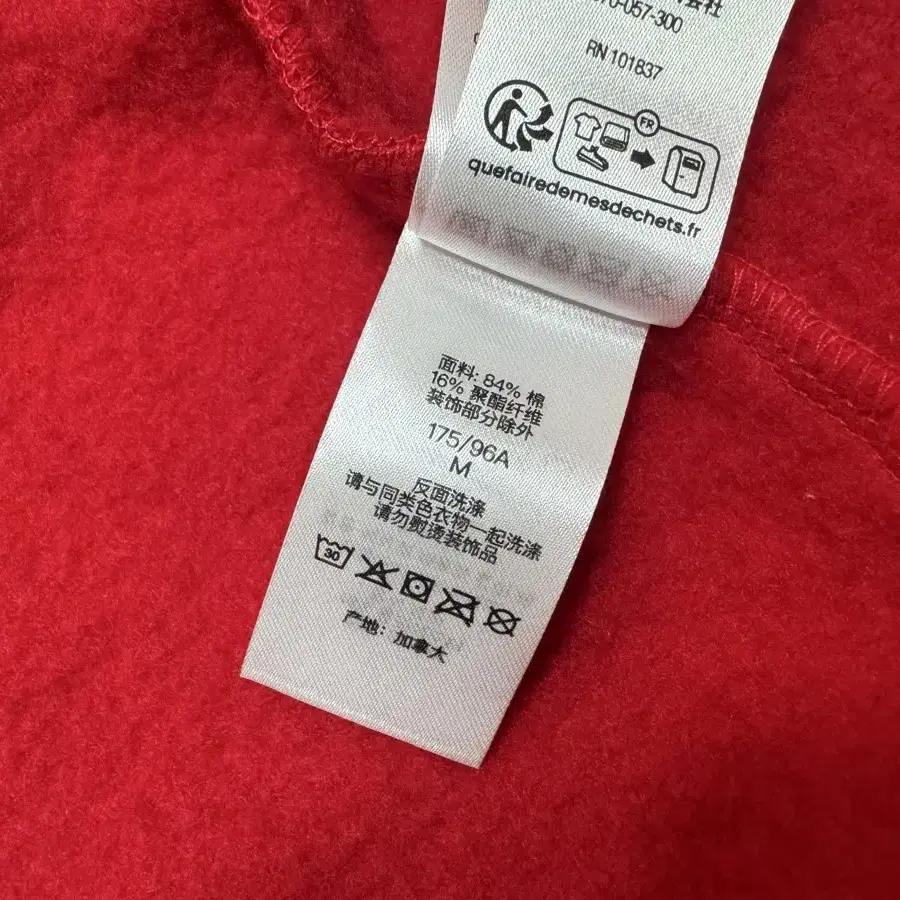 057-300
RN 101837
FR
quefairedemesdechets.fr
面料: 84% 棉
16% 聚酯纤维
装饰部分除外
175/96A
M
反面洗涤
请与同类色衣物一起洗涤
请勿熨烫装饰品
30
产地: 加拿大